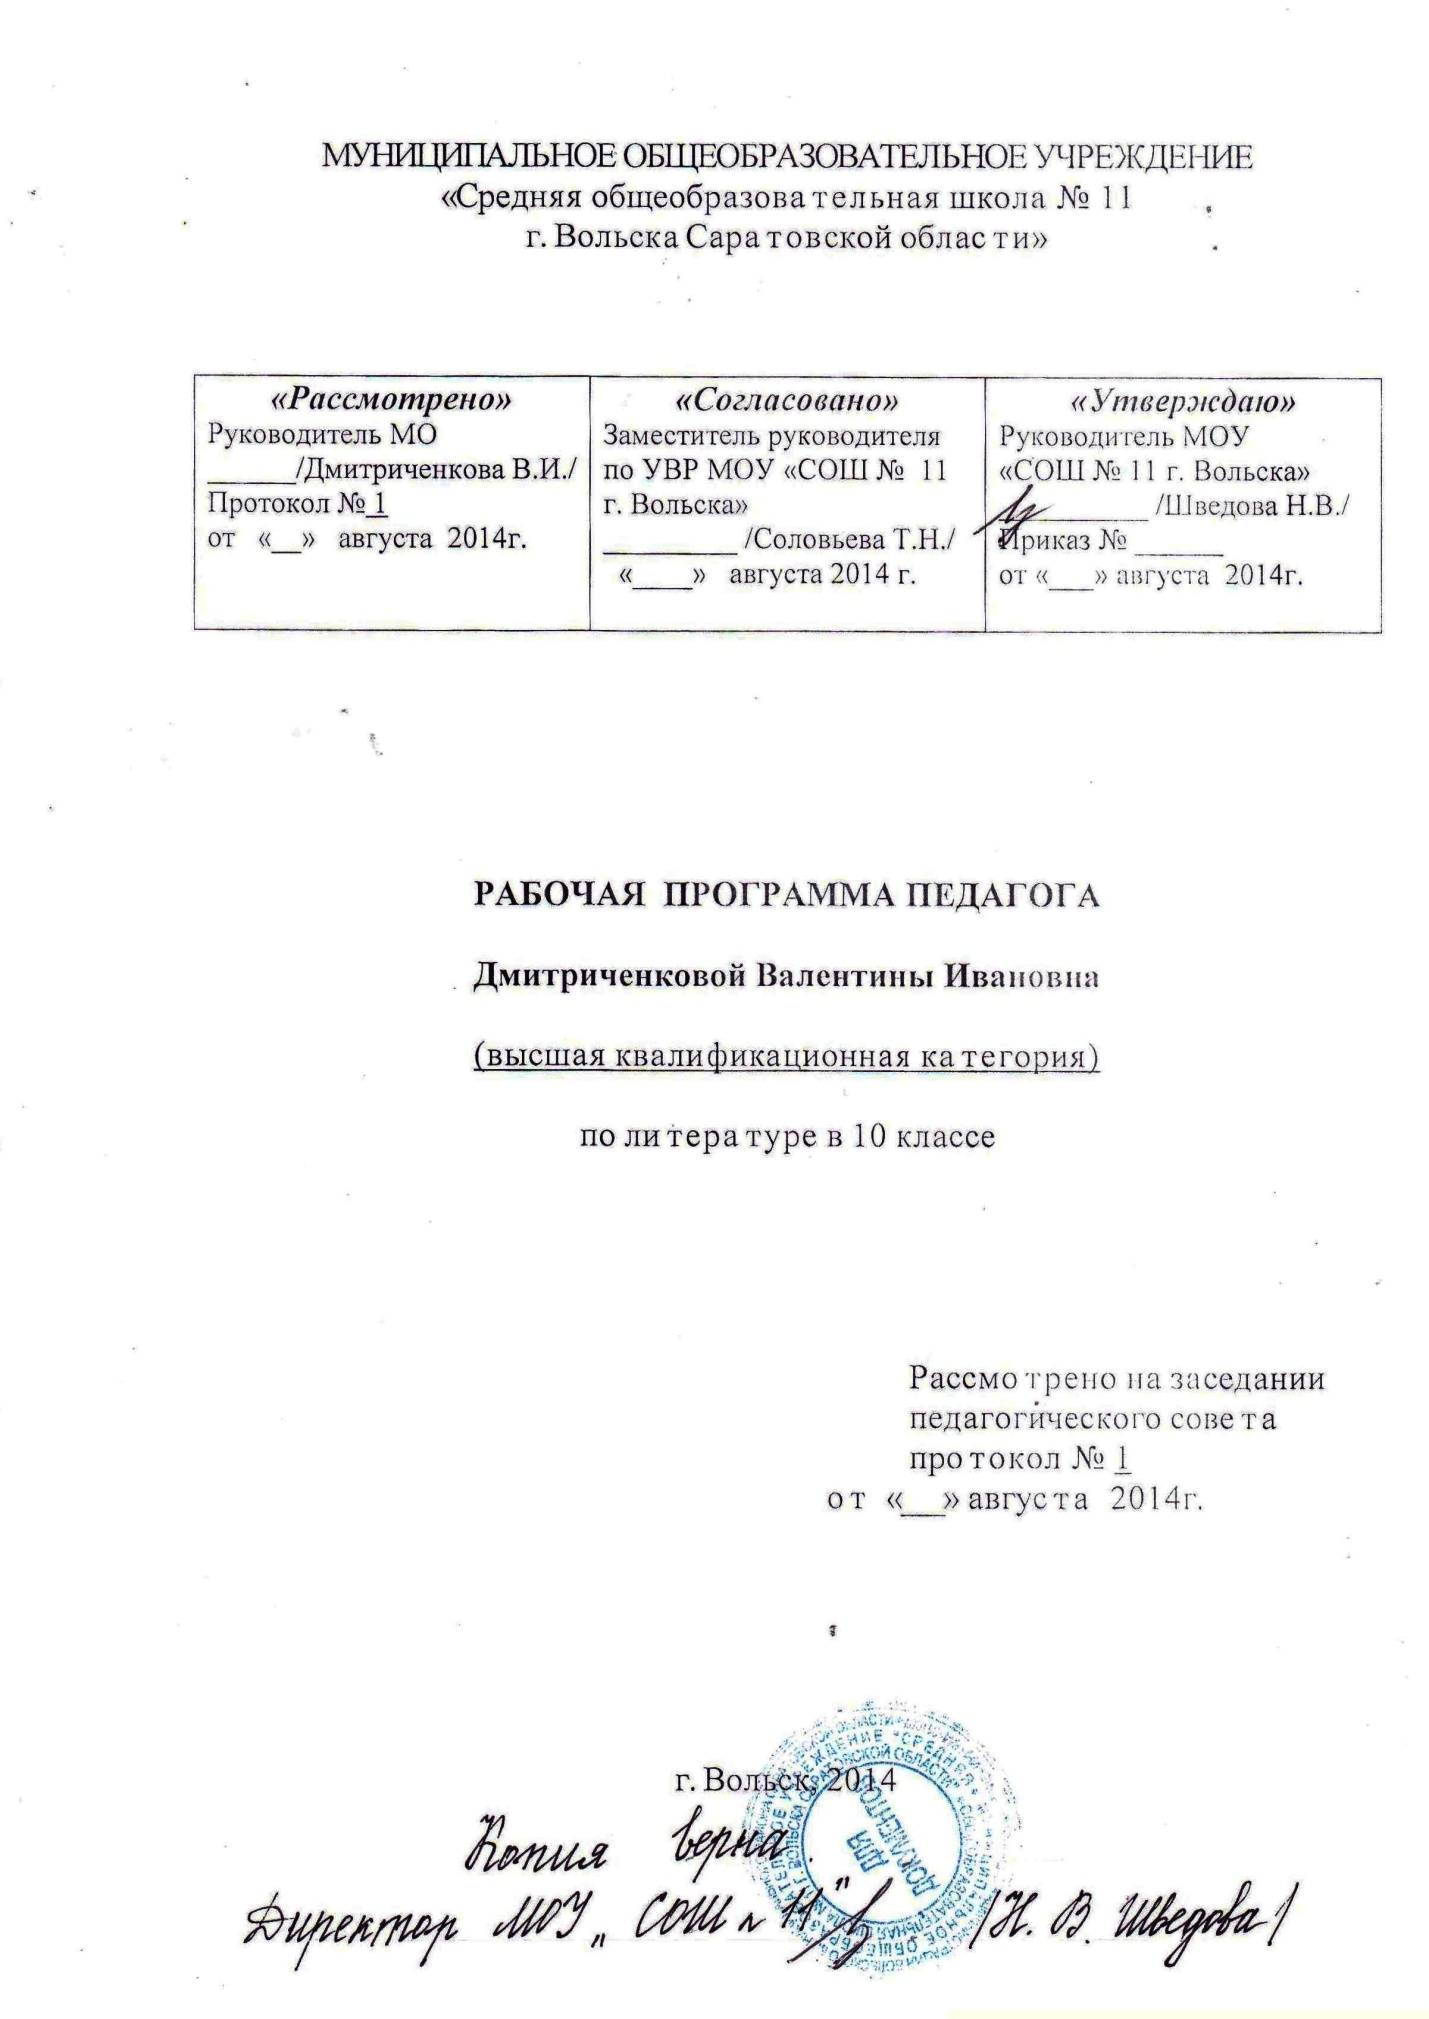 МУНИЦИПАЛЬНОЕ ОБЩЕОБРАЗОВАТЕЛЬНОЕ УЧРЕЖДЕНИЕ
«Средняя общеобразовательная школа № 11
г. Вольска Саратовской области»
«Рассмотрено»
Руководитель МО
______/Дмитриченкова В.И./
Протокол № 1
от «__» августа 2014г.
«Согласовано»
Заместитель руководителя
по УВР МОУ «СОШ № 11
г. Вольска»
_________ /Соловьева Т.Н./
«____» августа 2014 г.
«Утверждаю»
Руководитель МОУ
«СОШ № 11 г. Вольска»
__________ /Шведова Н.В./
Приказ № ______
от «___» августа 2014г.
РАБОЧАЯ ПРОГРАММА ПЕДАГОГА
Дмитриченковой Валентины Ивановна
(высшая квалификационная категория)
по литературе в 10 классе
Рассмотрено на заседании
педагогического совета
протокол № 1
от «__» августа 2014г.
г. Вольск, 2014
ДЛЯ
ДОКУМЕНТОВ
Копия верна
Директор МОУ „СОШ № 11" /Н. В. Шведова/